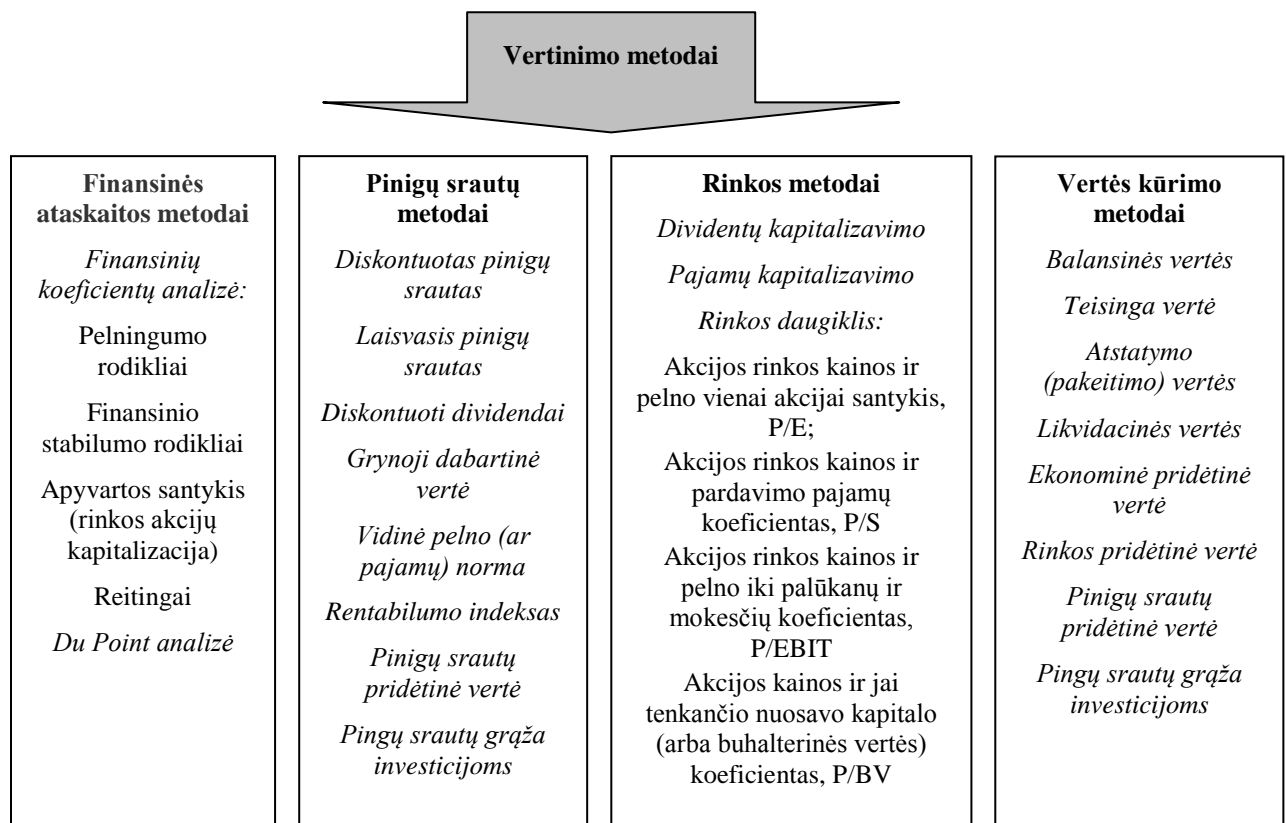 Vertinimo metodai
Finansinės
ataskaitos metodai
Finansinių
koeficientų analizė:
Pelningumo
rodikliai
Finansinio
stabilumo rodikliai
Apyvartos santykis
(rinkos akcijų
kapitalizacija)
Reitingai
Du Point analizė
Pinigų srautų
metodai
Diskontuotas pinigų
srautas
Laisvasis pinigų
srautas
Diskontuoti dividendai
Grynoji dabartinė
vertė
Vidinė pelno (ar
pajamų) norma
Rentabilumo indeksas
Pinigų srautų
pridėtinė vertė
Pingų srautų grąža
investicijoms
Rinkos metodai
Dividentų kapitalizavimo
Pajamų kapitalizavimo
Rinkos daugiklis:
Akcijos rinkos kainos ir
pelno vienai akcijai santykis,
P/E;
Akcijos rinkos kainos ir
pardavimo pajamų
koeficientas, P/S
Akcijos rinkos kainos ir
pelno iki palūkanų ir
mokesčių koeficientas,
P/EBIT
Akcijos kainos ir jai
tenkančio nuosavo kapitalo
(arba buhalterinės vertės)
koeficientas, P/BV
Vertės kūrimo
metodai
Balansinės vertės
Teisinga vertė
Atstatymo
(pakeitimo) vertės
Likvidacinės vertės
Ekonominė pridėtinė
vertė
Rinkos pridėtinė vertė
Pinigų srautų
pridėtinė vertė
Pingų srautų grąža
investicijoms